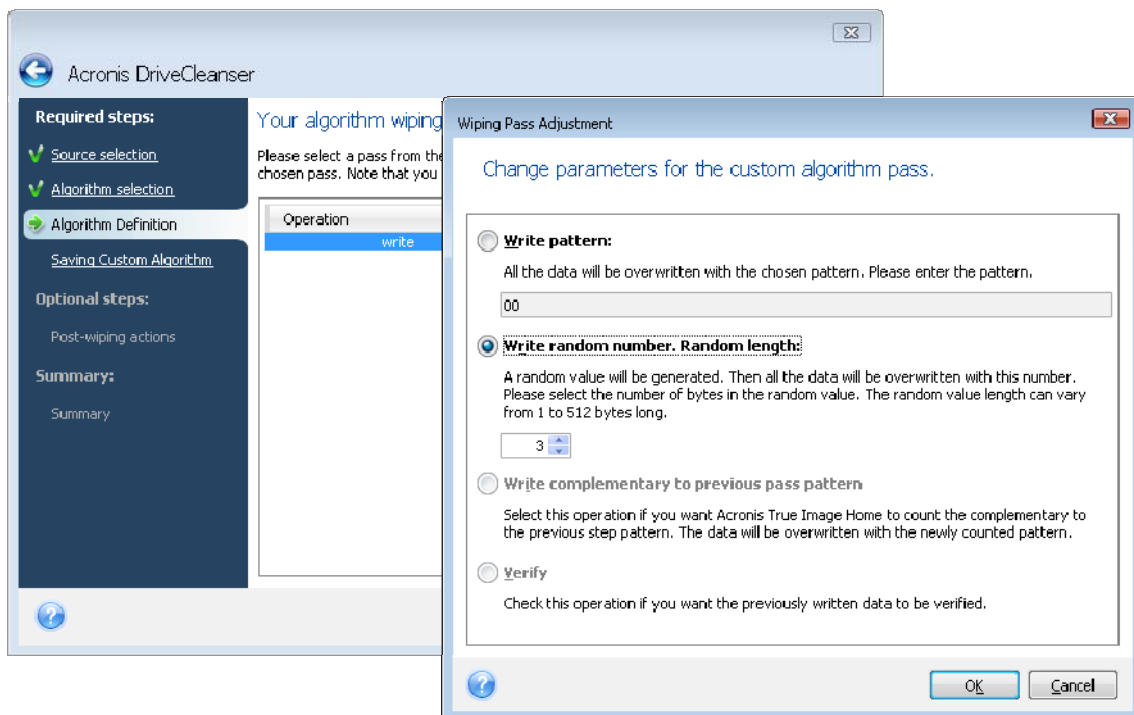 Acronis DriveCleanser
Required steps:
Source selection
Algorithm selection
Algorithm Definition
Saving Custom Algorithm
Optional steps:
Post-wiping actions
Summary:
Summary
Your algorithm wiping
Please select a pass from the
chosen pass. Note that you
Operation
write
Wiping Pass Adjustment
Change parameters for the custom algorithm pass.
Write pattern:
All the data will be overwritten with the chosen pattern. Please enter the pattern.
00
Write random number. Random length:
A random value will be generated. Then all the data will be overwritten with this number.
Please select the number of bytes in the random value. The random value length can vary
from 1 to 512 bytes long.
3
Write complementary to previous pass pattern
Select this operation if you want Acronis True Image Home to count the complementary to
the previous step pattern. The data will be overwritten with the newly counted pattern.
Verify
Check this operation if you want the previously written data to be verified.
OK
Cancel